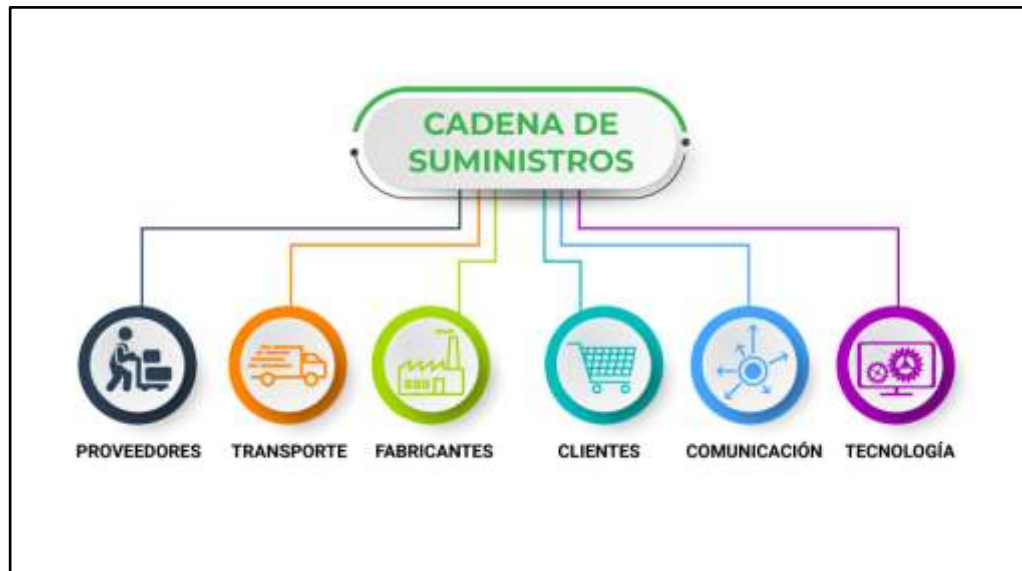 CADENA DE
SUMINISTROS
PROVEEDORES
TRANSPORTE
FABRICANTES
CLIENTES
COMUNICACIÓN
TECNOLOGÍA